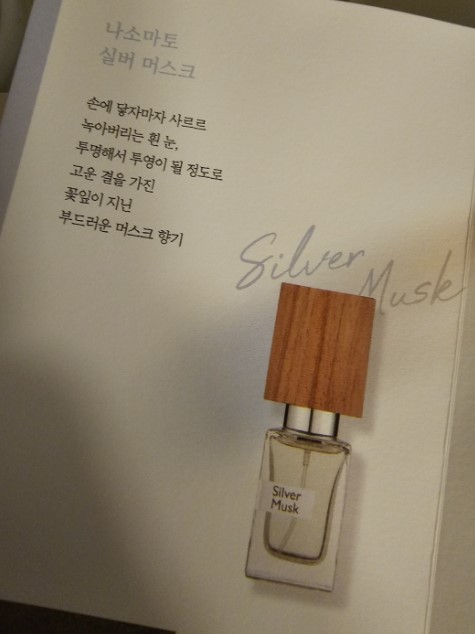 나소마토
실버 머스크
손에 닿자마자 사르르
녹아버리는 흰 눈,
투명해서 투영이 될 정도로
고운 결을 가진
꽃잎이 지닌
부드러운 머스크 향기
Silver
Musk
Silver
Musk